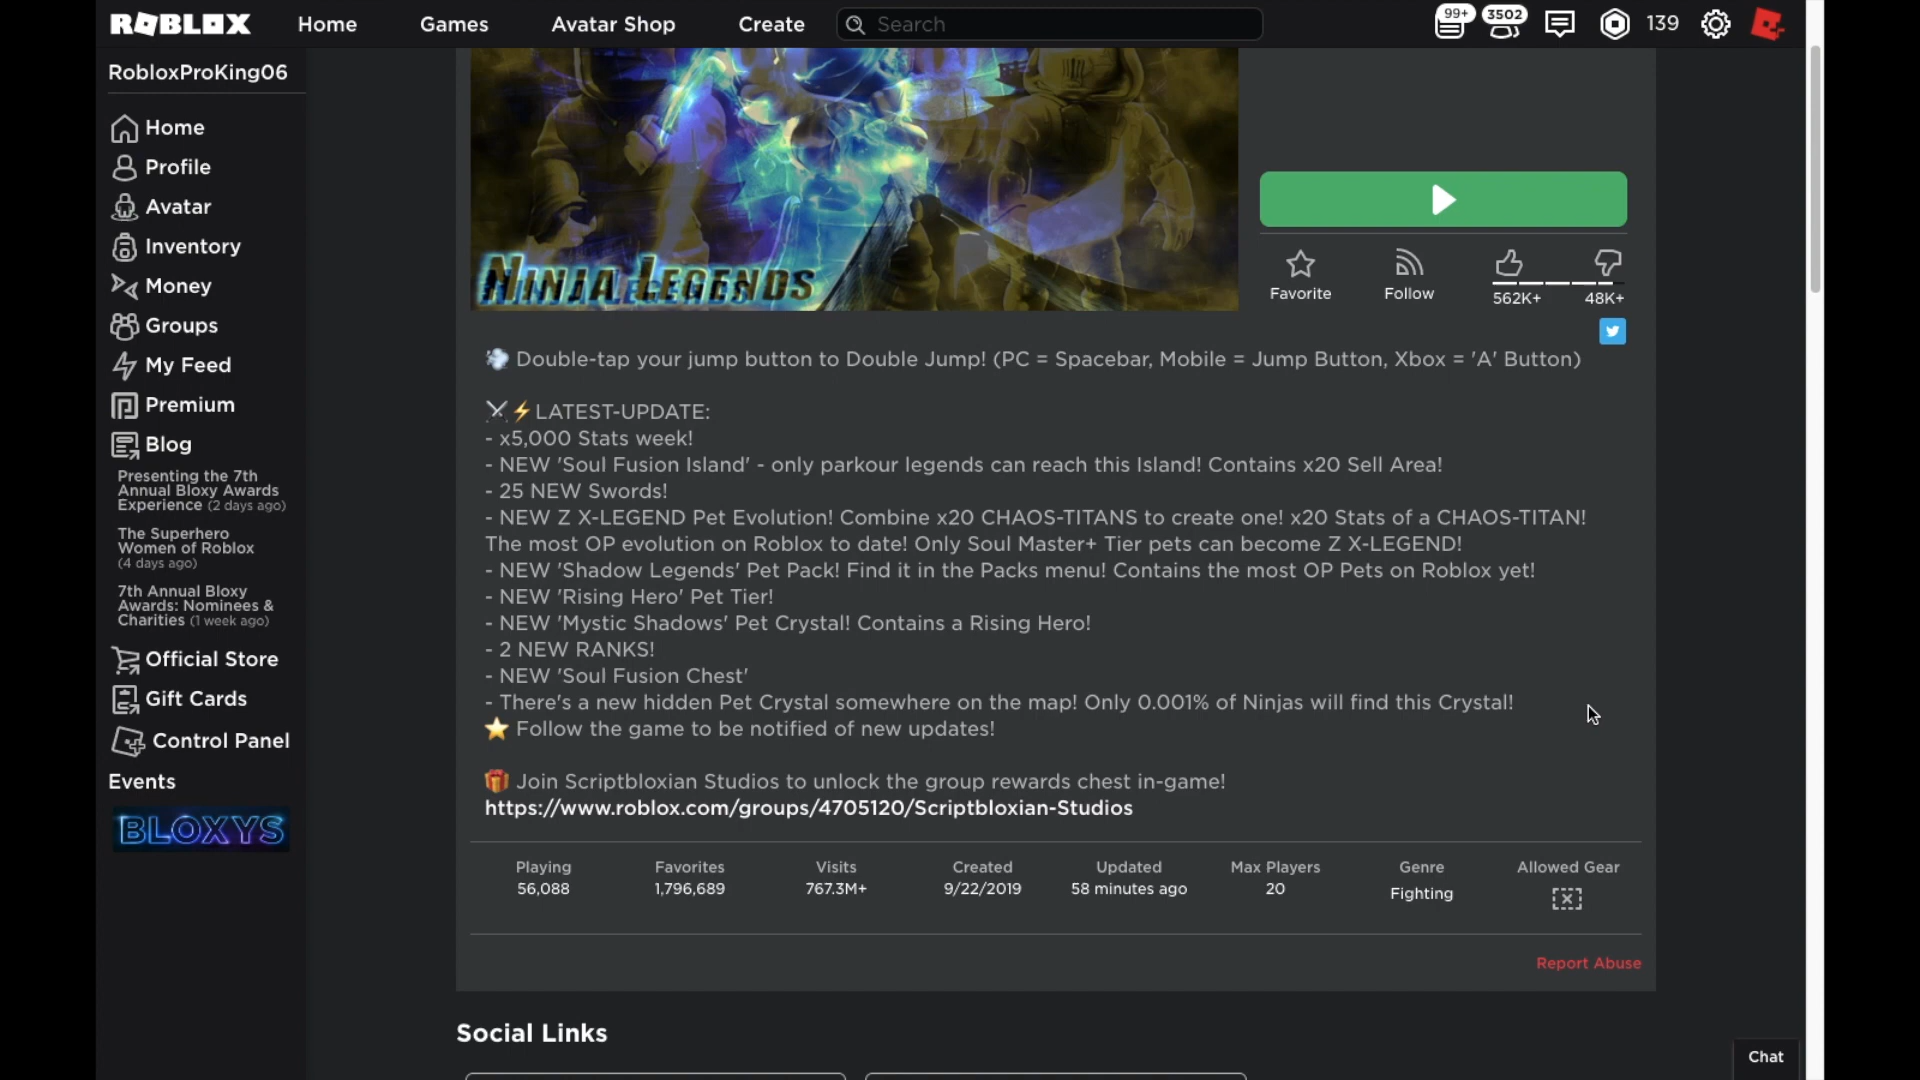 ROBLOX Home Games Avatar Shop Create Search 99+ 3502 139
RobloxProKing06
Home
Profile
Avatar
Inventory
Money
Groups
My Feed
Premium
Blog
Presenting the 7th
Annual Bloxy Awards
Experience (2 days ago)
The Superhero
Women of Roblox
(4 days ago)
7th Annual Bloxy
Awards: Nominees &
Charities (1 week ago)
Official Store
Gift Cards
Control Panel
Events
BLOXYS
NINJA LEGENDS
Favorite Follow 562K+ 48K+
Double-tap your jump button to Double Jump! (PC = Spacebar, Mobile = Jump Button, Xbox = 'A' Button)
⚔⚡LATEST-UPDATE:
- x5,000 Stats week!
- NEW 'Soul Fusion Island' - only parkour legends can reach this Island! Contains x20 Sell Area!
- 25 NEW Swords!
- NEW Z X-LEGEND Pet Evolution! Combine x20 CHAOS-TITANS to create one! x20 Stats of a CHAOS-TITAN!
The most OP evolution on Roblox to date! Only Soul Master+ Tier pets can become Z X-LEGEND!
- NEW 'Shadow Legends' Pet Pack! Find it in the Packs menu! Contains the most OP Pets on Roblox yet!
- NEW 'Rising Hero' Pet Tier!
- NEW 'Mystic Shadows' Pet Crystal! Contains a Rising Hero!
- 2 NEW RANKS!
- NEW 'Soul Fusion Chest'
- There's a new hidden Pet Crystal somewhere on the map! Only 0.001% of Ninjas will find this Crystal!
⭐ Follow the game to be notified of new updates!
🎁 Join Scriptbloxian Studios to unlock the group rewards chest in-game!
https://www.roblox.com/groups/4705120/Scriptbloxian-Studios
Playing Favorites Visits Created Updated Max Players Genre Allowed Gear
56,088 1,796,689 767.3M+ 9/22/2019 58 minutes ago 20 Fighting
Report Abuse
Social Links
Chat